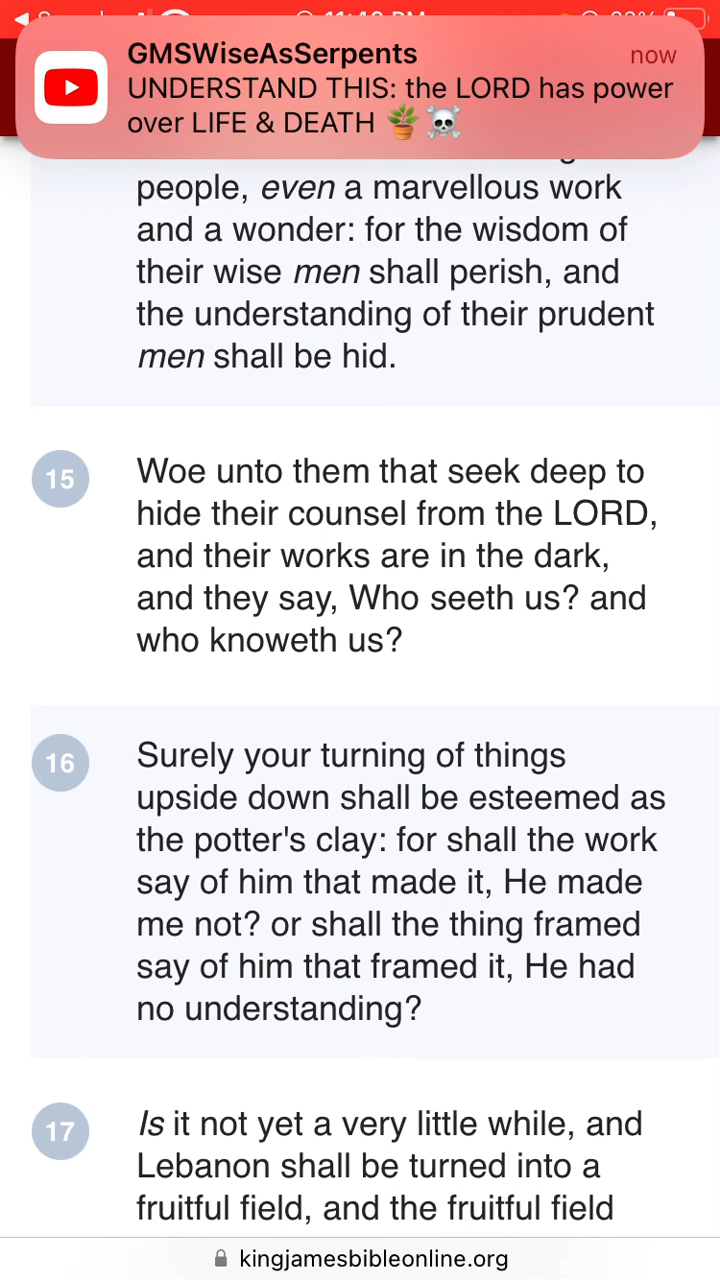 GMSWiseAsSerpents now
UNDERSTAND THIS: the LORD has power
over LIFE & DEATH 🪴☠️
people, even a marvellous work
and a wonder: for the wisdom of
their wise men shall perish, and
the understanding of their prudent
men shall be hid.
15 Woe unto them that seek deep to
hide their counsel from the LORD,
and their works are in the dark,
and they say, Who seeth us? and
who knoweth us?
16 Surely your turning of things
upside down shall be esteemed as
the potter's clay: for shall the work
say of him that made it, He made
me not? or shall the thing framed
say of him that framed it, He had
no understanding?
17 Is it not yet a very little while, and
Lebanon shall be turned into a
fruitful field, and the fruitful field
kingjamesbibleonline.org